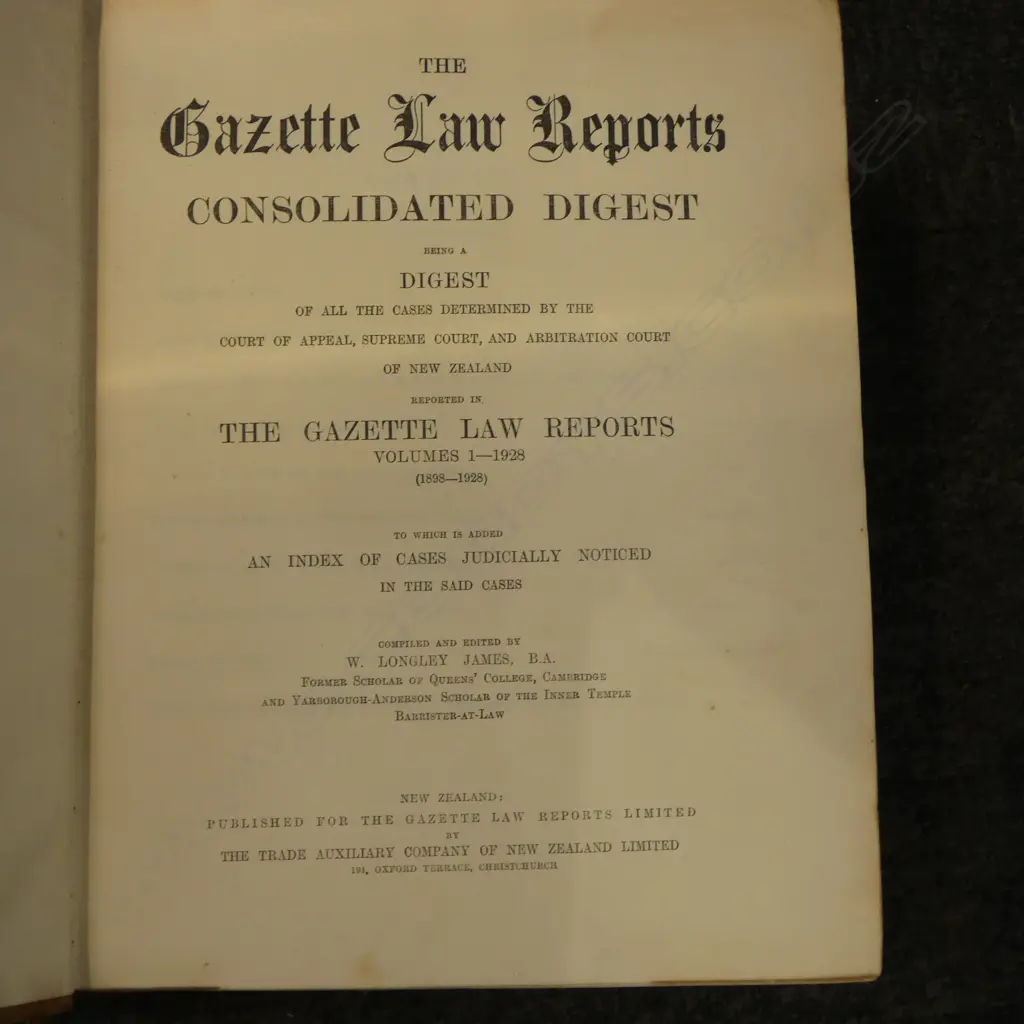 THE
Gazette Law Reports
CONSOLIDATED DIGEST
BEING A
DIGEST
OF ALL THE CASES DETERMINED BY THE
COURT OF APPEAL, SUPREME COURT, AND ARBITRATION COURT
OF NEW ZEALAND
REPORTED IN
THE GAZETTE LAW REPORTS
VOLUMES 1—1928
(1898—1928)
TO WHICH IS ADDED
AN INDEX OF CASES JUDICIALLY NOTICED
IN THE SAID CASES
COMPILED AND EDITED BY
W. LONGLEY JAMES, B.A.
FORMER SCHOLAR OF QUEENS' COLLEGE, CAMBRIDGE
AND YARBOROUGH-ANDERSON SCHOLAR OF THE INNER TEMPLE
BARRISTER-AT-LAW
NEW ZEALAND:
PUBLISHED FOR THE GAZETTE LAW REPORTS LIMITED
BY
THE TRADE AUXILIARY COMPANY OF NEW ZEALAND LIMITED
OXFORD TERRACE, CHRISTCHURCH